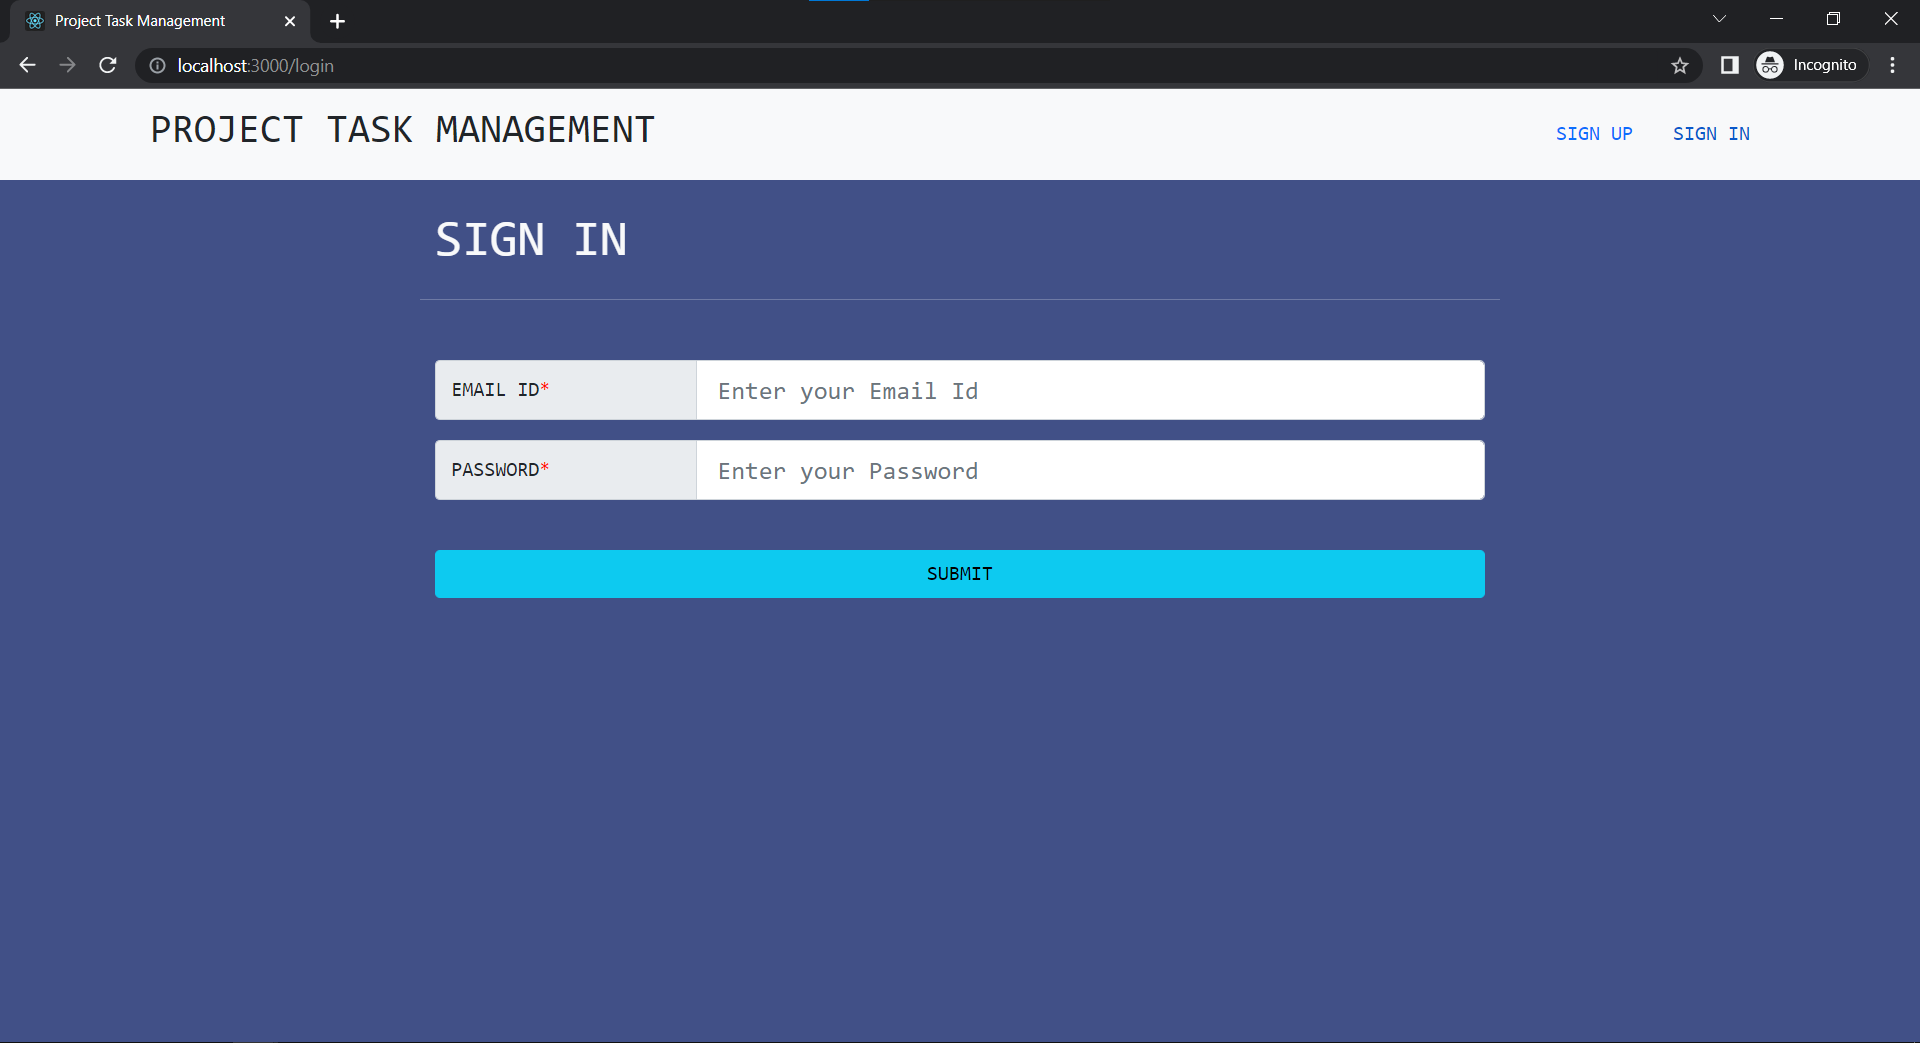 Project Task Management
localhost:3000/login
Incognito
PROJECT TASK MANAGEMENT
SIGN UP
SIGN IN
SIGN IN
EMAIL ID*
Enter your Email Id
PASSWORD*
Enter your Password
SUBMIT